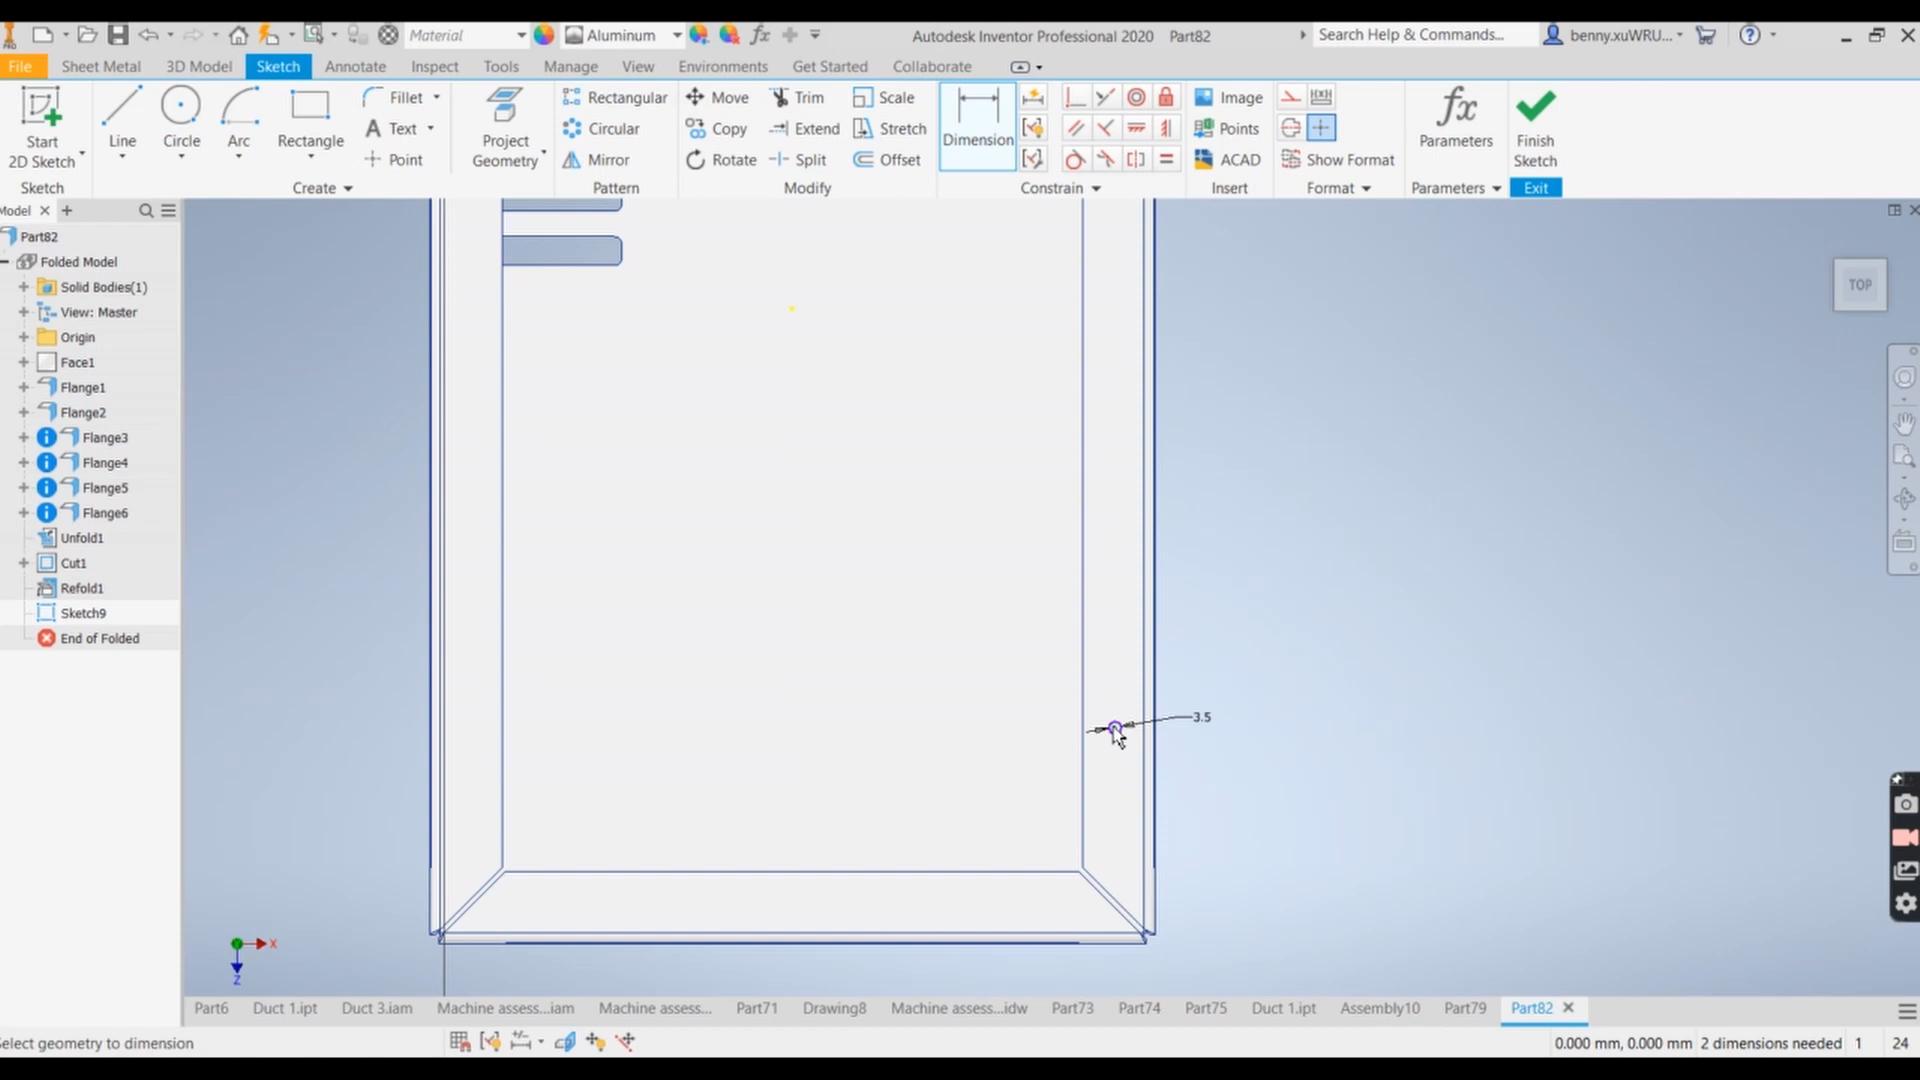 PRO
Material
Aluminum
Autodesk Inventor Professional 2020 Part82
Search Help & Commands...
benny.xuWRU...
File Sheet Metal 3D Model Sketch Annotate Inspect Tools Manage View Environments Get Started Collaborate
Start
2D Sketch
Line
Circle
Arc
Rectangle
Fillet
Text
Point
Project
Geometry
Rectangular
Circular
Mirror
Move
Copy
Rotate
Trim
Extend
Split
Scale
Stretch
Offset
Dimension
Image
Points
ACAD
Show Format
Parameters
Finish
Sketch
Sketch Create Pattern Modify Constrain Insert Format Parameters Exit
Model
Part82
Folded Model
Solid Bodies(1)
View: Master
Origin
Face1
Flange1
Flange2
Flange3
Flange4
Flange5
Flange6
Unfold1
Cut1
Refold1
Sketch9
End of Folded
TOP
3.5
X
Z
Part6 Duct 1.ipt Duct 3.iam Machine assess...iam Machine assess... Part71 Drawing8 Machine assess...idw Part73 Part74 Part75 Duct 1.ipt Assembly10 Part79 Part82
Select geometry to dimension
0.000 mm, 0.000 mm 2 dimensions needed 1 24